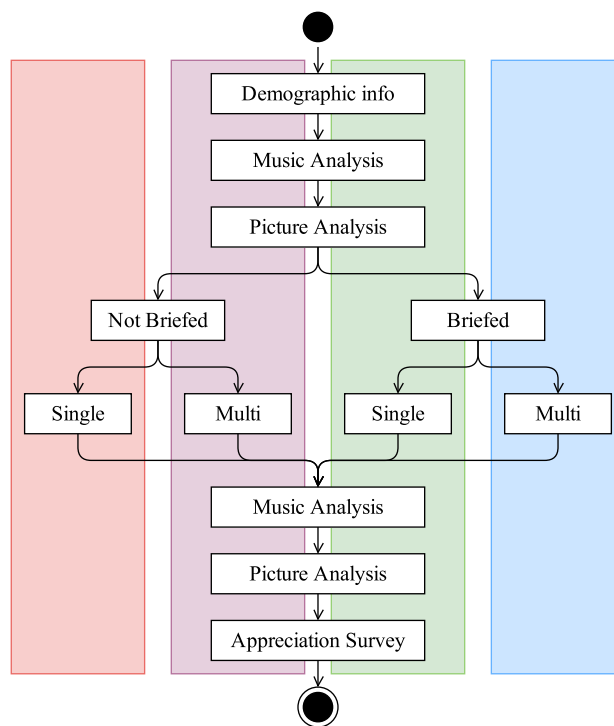 Demographic info
Music Analysis
Picture Analysis
Not Briefed
Briefed
Single
Multi
Single
Multi
Music Analysis
Picture Analysis
Appreciation Survey